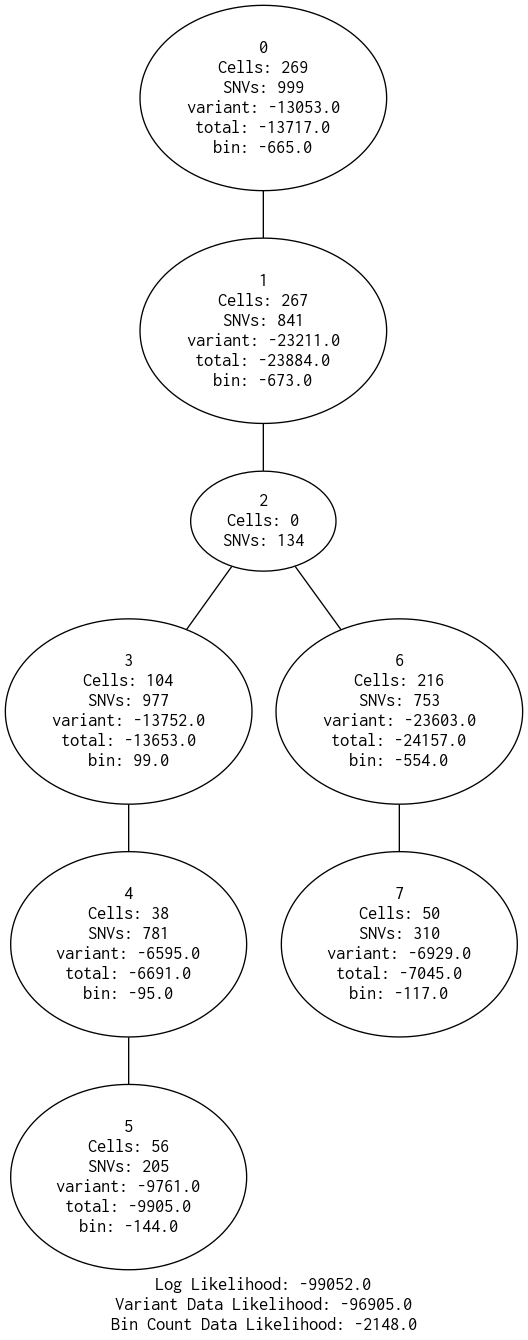 0
Cells: 269
SNVs: 999
variant: -13053.0
total: -13717.0
bin: -665.0
1
Cells: 267
SNVs: 841
variant: -23211.0
total: -23884.0
bin: -673.0
2
Cells: 0
SNVs: 134
3
Cells: 104
SNVs: 977
variant: -13752.0
total: -13653.0
bin: 99.0
6
Cells: 216
SNVs: 753
variant: -23603.0
total: -24157.0
bin: -554.0
4
Cells: 38
SNVs: 781
variant: -6595.0
total: -6691.0
bin: -95.0
7
Cells: 50
SNVs: 310
variant: -6929.0
total: -7045.0
bin: -117.0
5
Cells: 56
SNVs: 205
variant: -9761.0
total: -9905.0
bin: -144.0
Log Likelihood: -99052.0
Variant Data Likelihood: -96905.0
Bin Count Data Likelihood: -2148.0